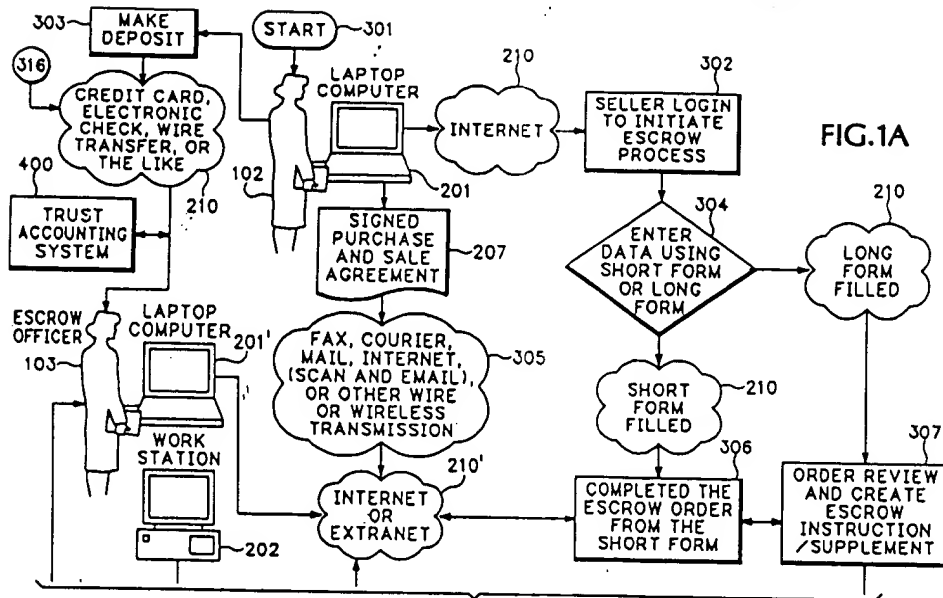 303
MAKE
DEPOSIT
START
301
316
CREDIT CARD,
ELECTRONIC
CHECK, WIRE
TRANSFER, OR
THE LIKE
210
400
TRUST
ACCOUNTING
SYSTEM
LAPTOP
COMPUTER
102
201
210
INTERNET
302
SELLER LOGIN
TO INITIATE
ESCROW
PROCESS
FIG.1A
SIGNED
PURCHASE
AND SALE
AGREEMENT
207
304
ENTER
DATA USING
SHORT FORM
OR LONG
FORM
210
LONG
FORM
FILLED
ESCROW
OFFICER
103
LAPTOP
COMPUTER
201'
WORK
STATION
202
FAX, COURIER,
MAIL, INTERNET,
(SCAN AND EMAIL),
OR OTHER WIRE
OR WIRELESS
TRANSMISSION
305
210'
INTERNET
OR
EXTRANET
SHORT
FORM
FILLED
210
306
COMPLETED THE
ESCROW ORDER
FROM THE
SHORT FORM
307
ORDER REVIEW
AND CREATE
ESCROW
INSTRUCTION
/SUPPLEMENT